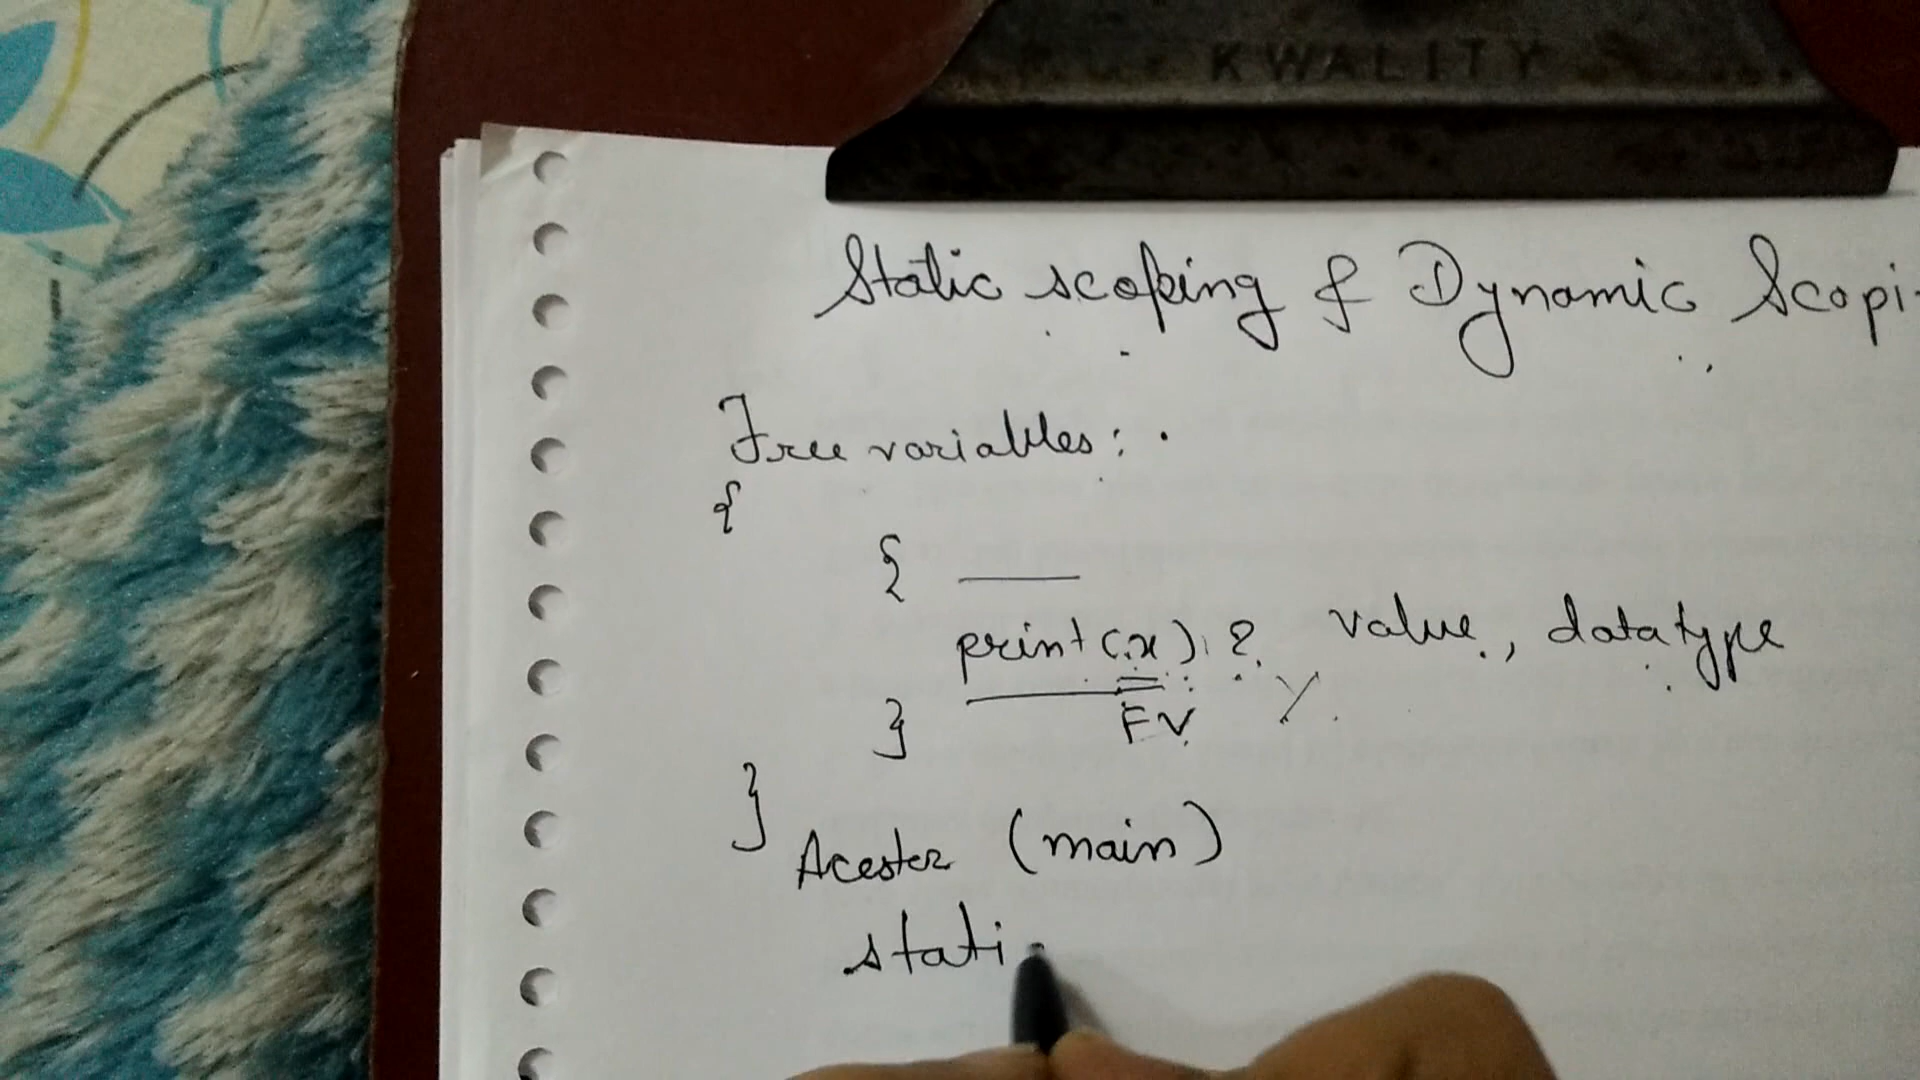 KWALITY
Static scoping & Dynamic Scopi
Free variables:
{
{
print(x); ? value, datatype
FV
}
}
Acester (main)
stati